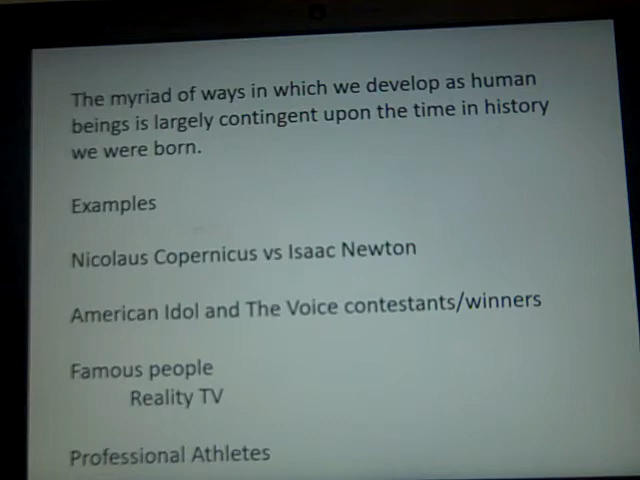 The myriad of ways in which we develop as human
beings is largely contingent upon the time in history
we were born.
Examples
Nicolaus Copernicus vs Isaac Newton
American Idol and The Voice contestants/winners
Famous people
Reality TV
Professional Athletes